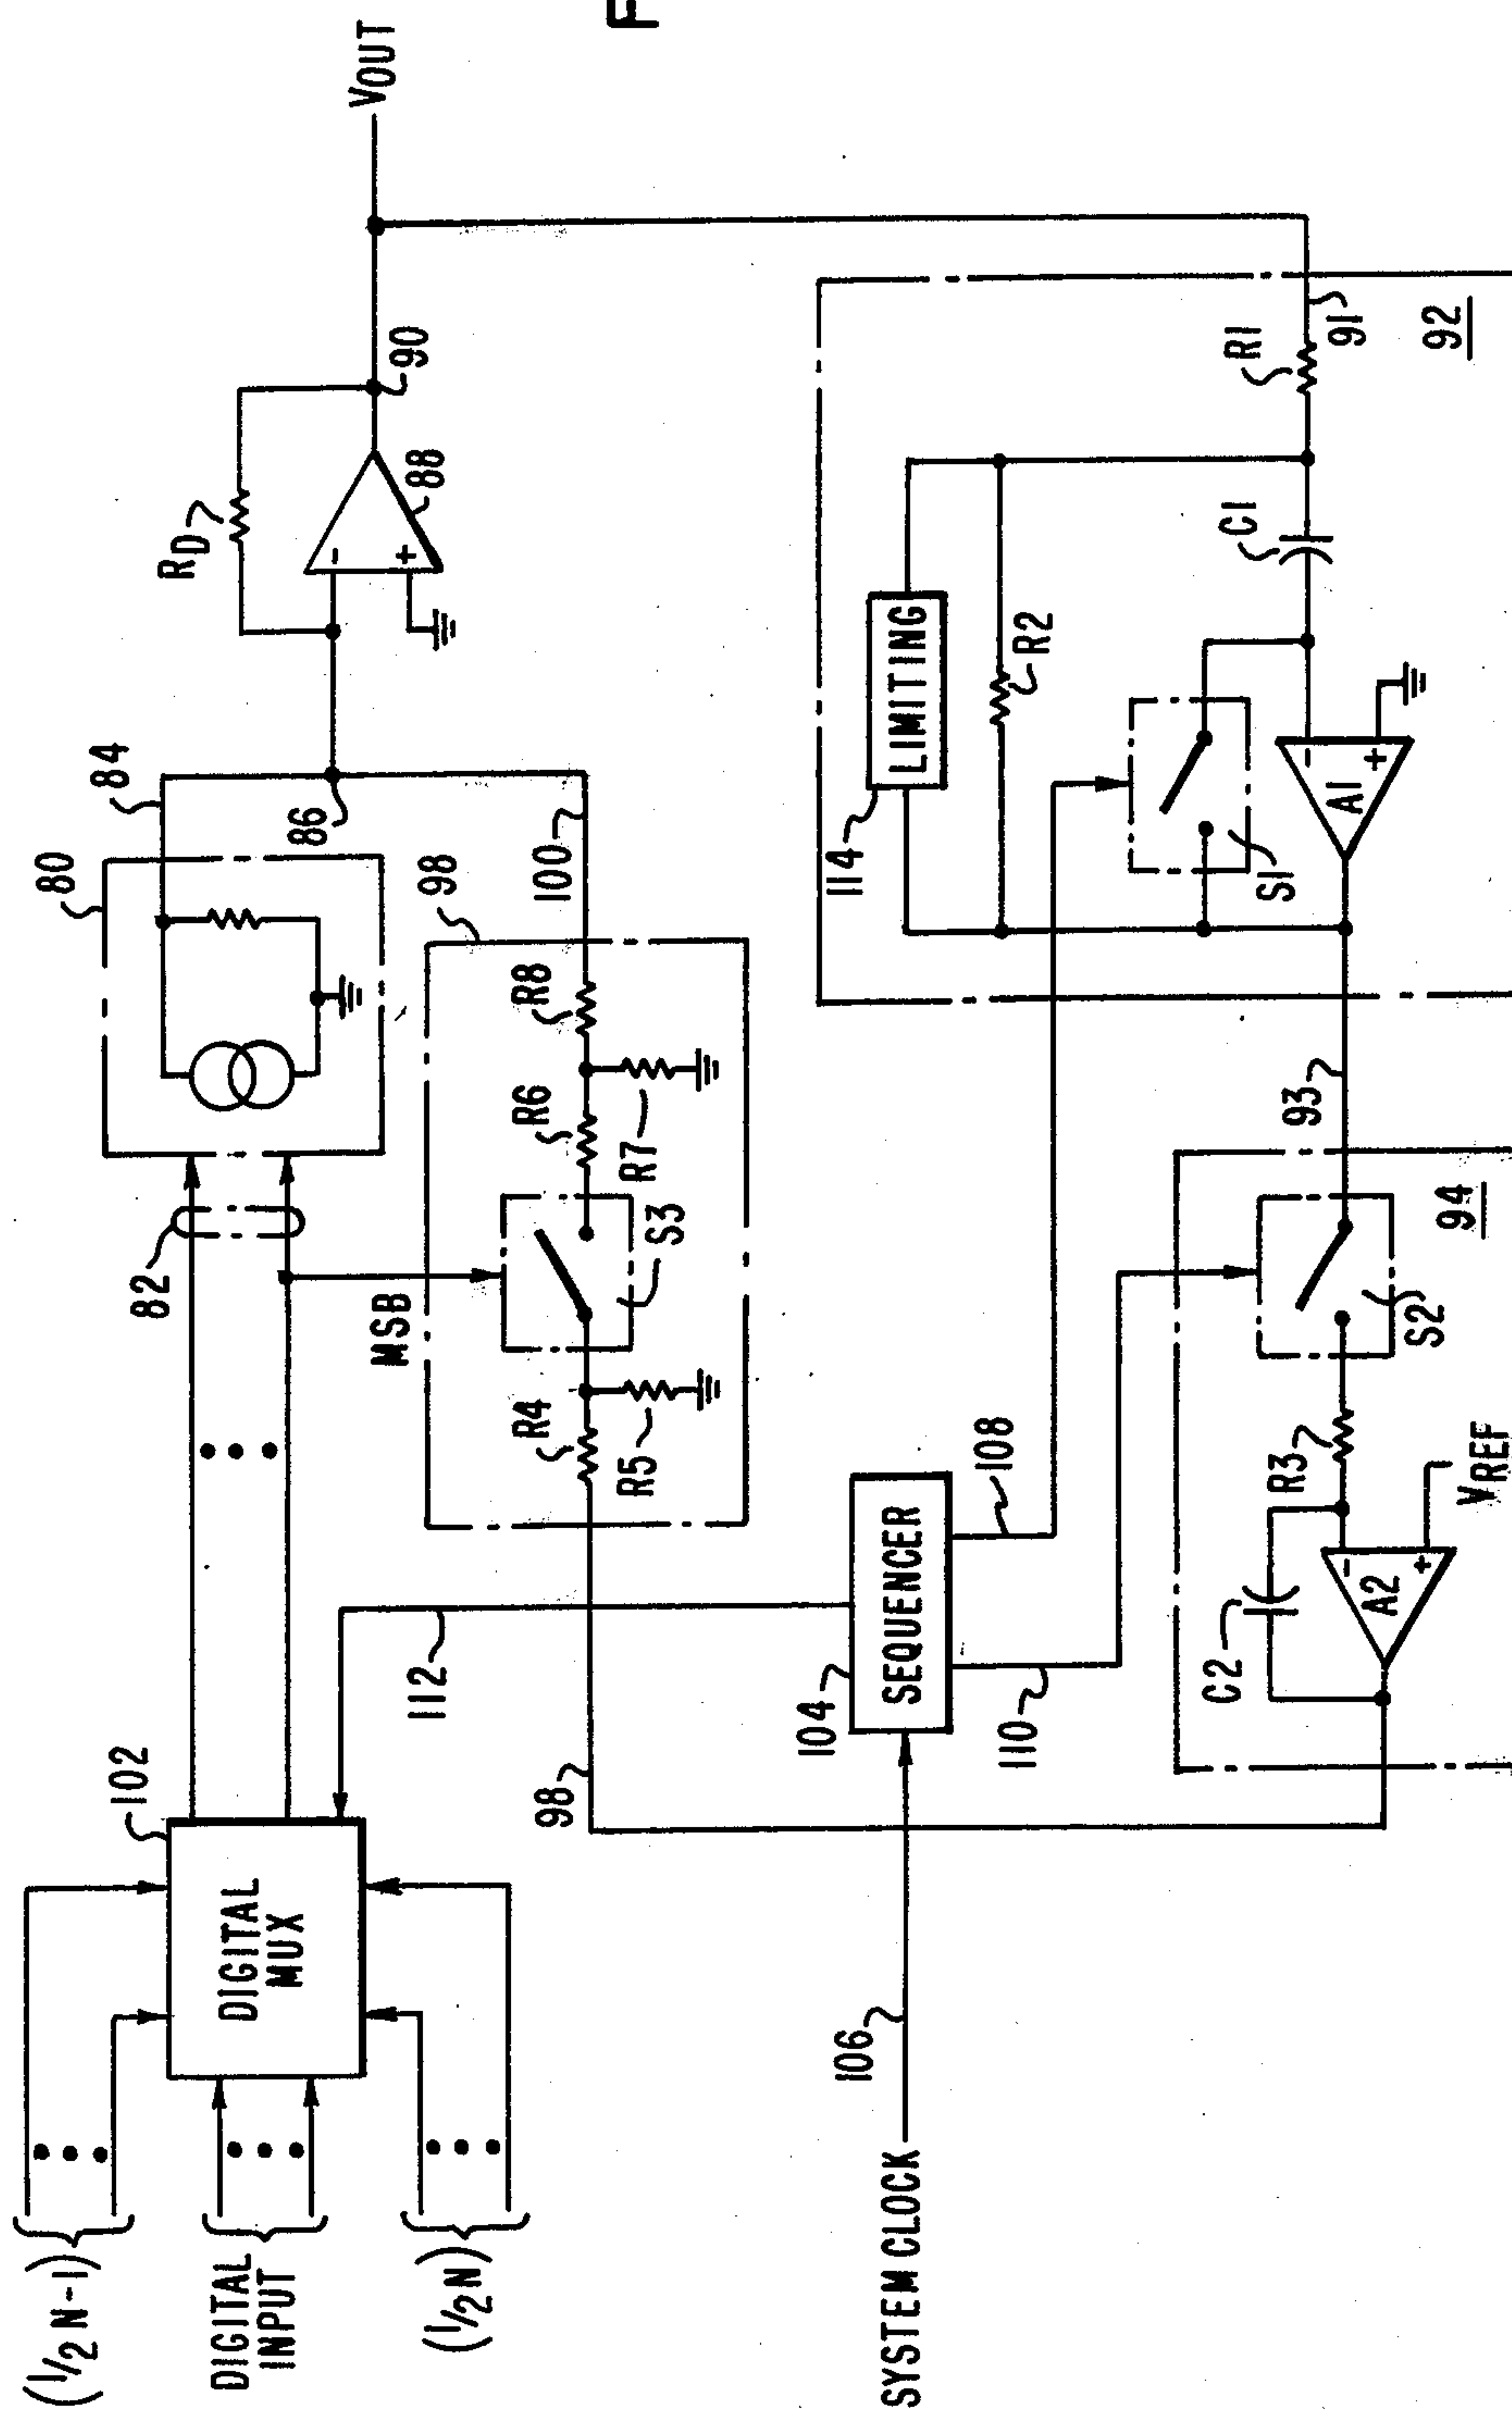 (1/2 N-1)
DIGITAL
INPUT
(1/2 N)
102
DIGITAL
MUX
82
80
84
86
RD
88
90
VOUT
F
112
MSB
98
R4
R5
S3
R6
R7
R8
98
100
SYSTEM CLOCK
106
104
SEQUENCER
108
110
114
LIMITING
R2
S1
A1
C1
R1
91
92
93
94
S2
R3
C2
A2
VREF